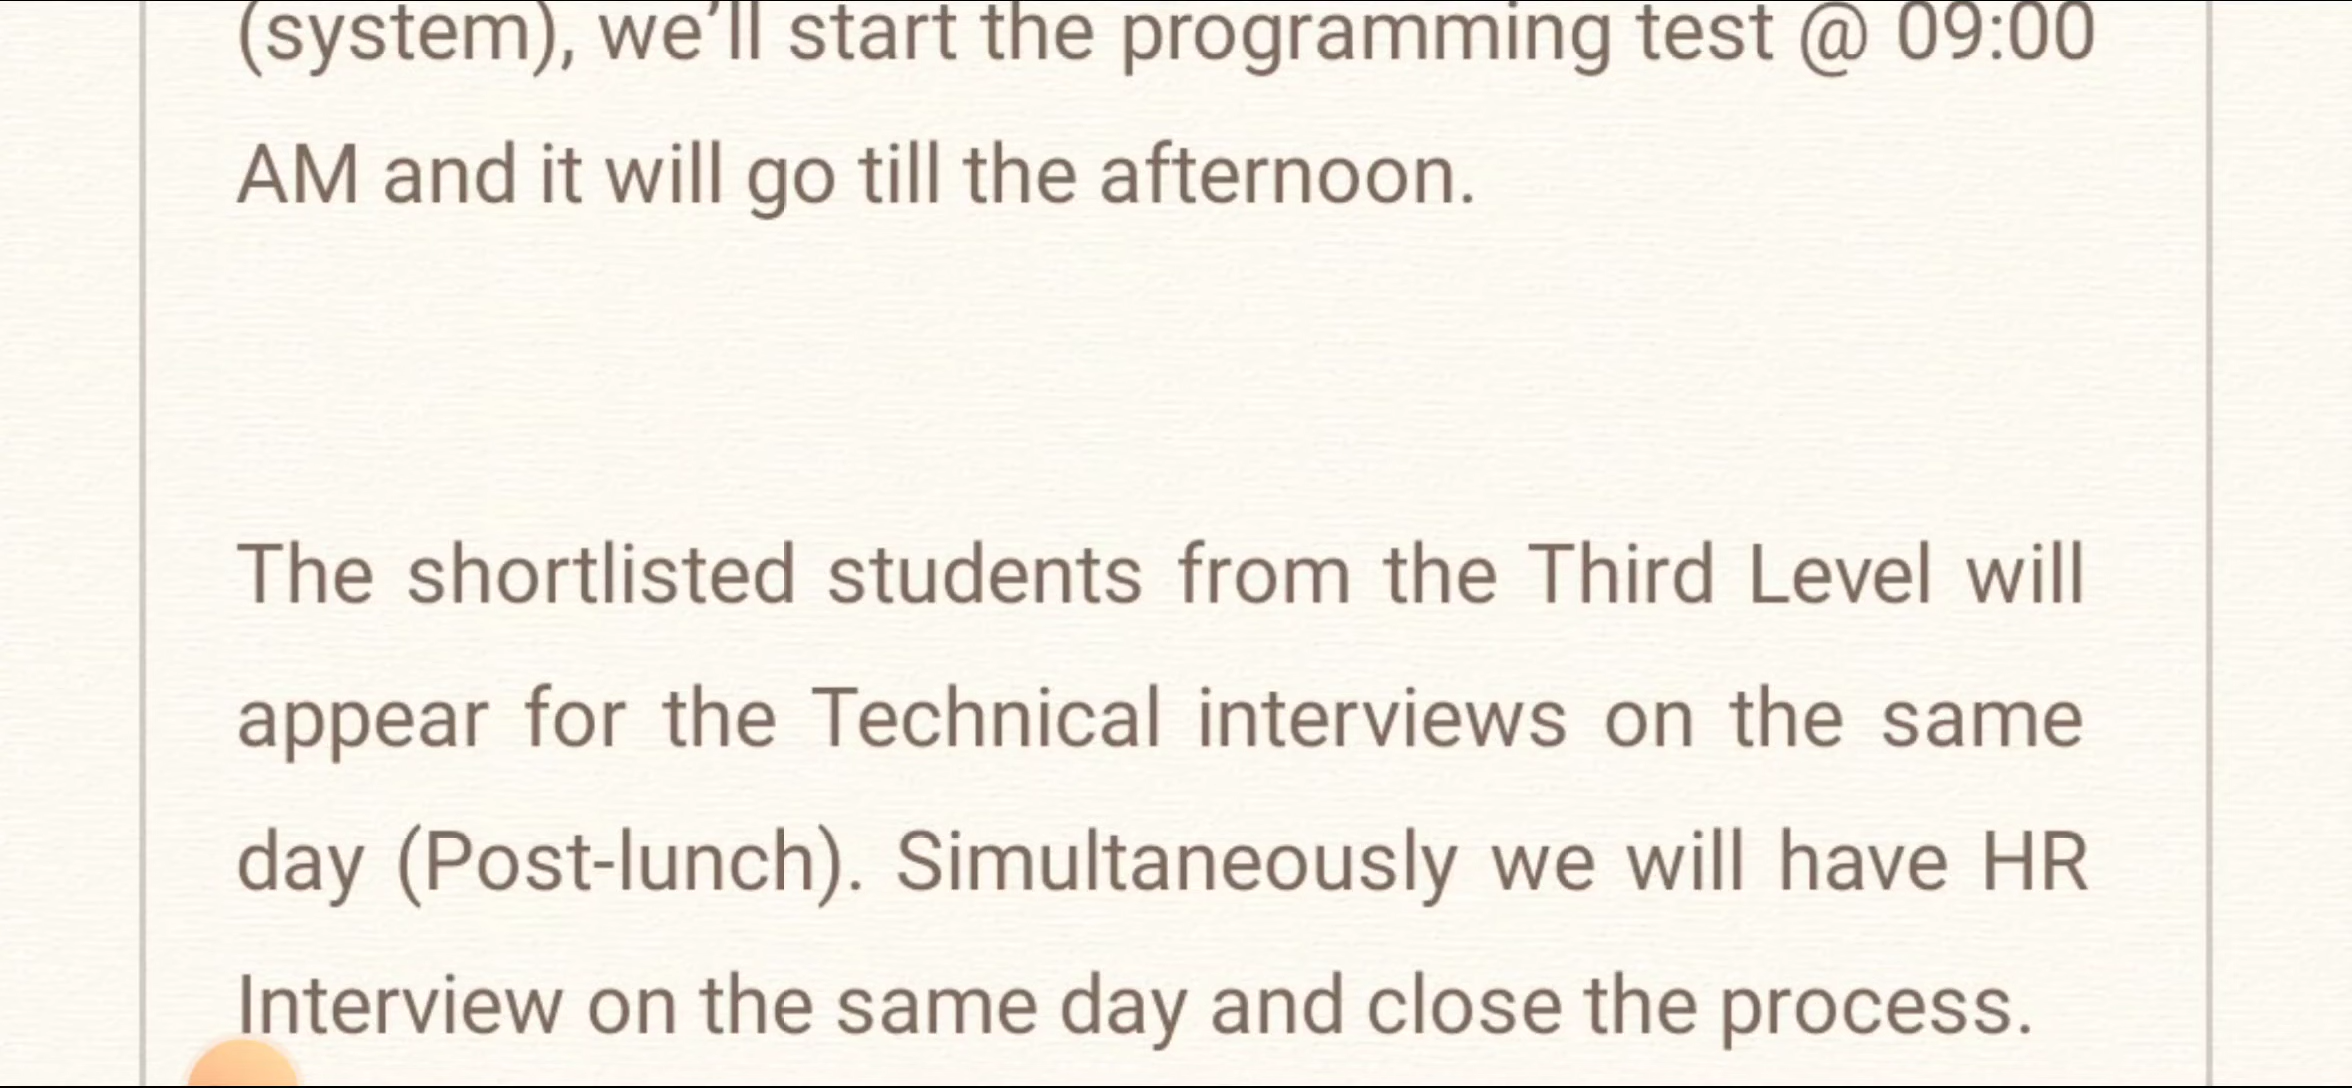 (system), we’ll start the programming test @ 09:00
AM and it will go till the afternoon.
The shortlisted students from the Third Level will
appear for the Technical interviews on the same
day (Post-lunch). Simultaneously we will have HR
Interview on the same day and close the process.